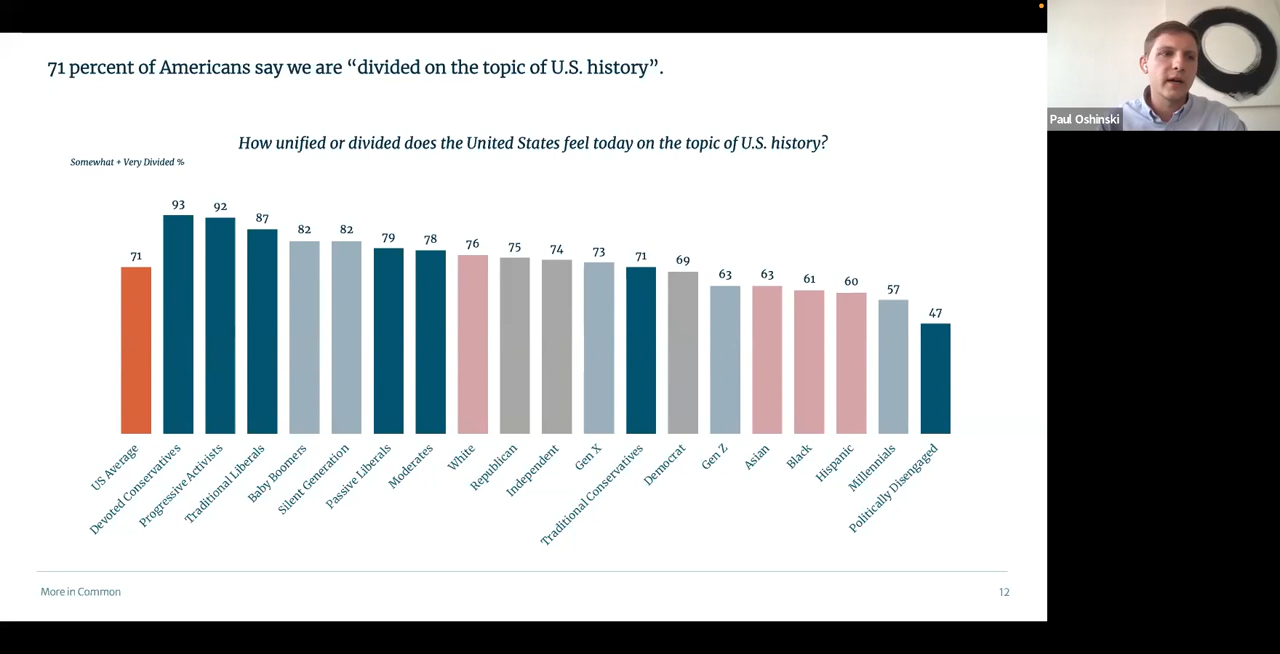 71 percent of Americans say we are “divided on the topic of U.S. history”.
How unified or divided does the United States feel today on the topic of U.S. history?
Somewhat + Very Divided %
71
93
92
87
82
82
79
78
76
75
74
73
71
69
63
63
61
60
57
47
US Average
Devoted Conservatives
Progressive Activists
Traditional Liberals
Baby Boomers
Silent Generation
Passive Liberals
Moderates
White
Republican
Independent
Gen X
Traditional Conservatives
Democrat
Gen Z
Asian
Black
Hispanic
Millennials
Politically Disengaged
More in Common
12
Paul Oshinski